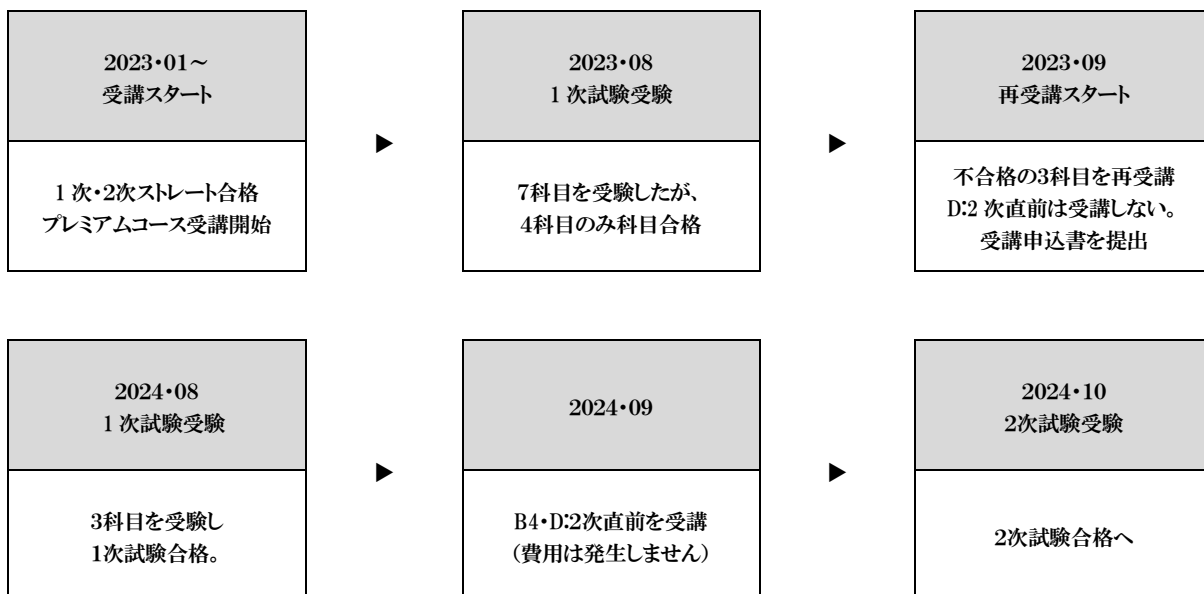 2023・01～
受講スタート
1 次・2次ストレート合格
プレミアムコース受講開始
▶
2023・08
1 次試験受験
7科目を受験したが、
4科目のみ科目合格
▶
2023・09
再受講スタート
不合格の3科目を再受講
D:2 次直前は受講しない。
受講申込書を提出
2024・08
1 次試験受験
3科目を受験し
1次試験合格。
▶
2024・09
B4・D:2次直前を受講
(費用は発生しません)
▶
2024・10
2次試験受験
2次試験合格へ